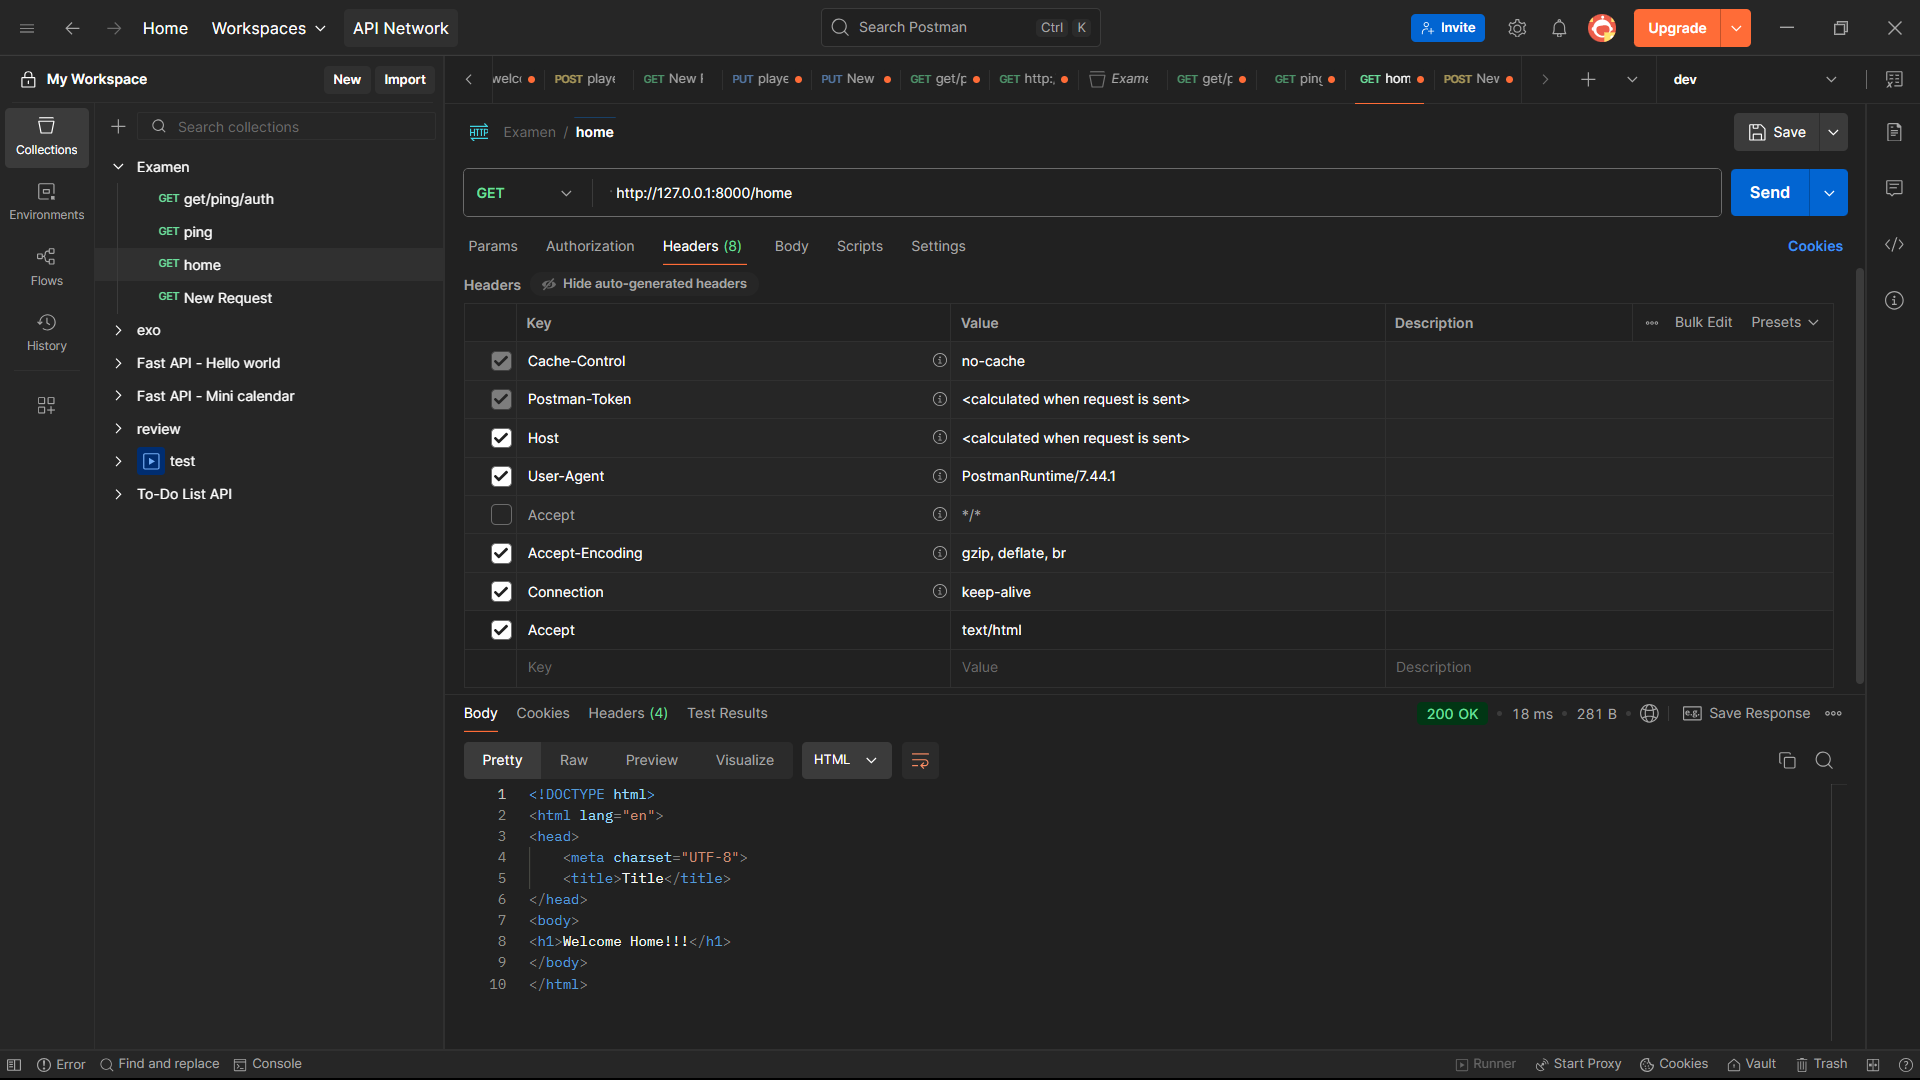 Home Workspaces API Network Search Postman Ctrl K Invite Upgrade
My Workspace New Import
welcc POST playe GET New F PUT playe PUT New GET get/p GET http:, Exame GET get/p GET ping GET hom POST Nev dev
Collections
Environments
Flows
History
Search collections
Examen
GET get/ping/auth
GET ping
GET home
GET New Request
exo
Fast API - Hello world
Fast API - Mini calendar
review
test
To-Do List API
HTTP Examen / home Save
GET http://127.0.0.1:8000/home Send
Params Authorization Headers (8) Body Scripts Settings Cookies
Headers Hide auto-generated headers
Key Value Description Bulk Edit Presets
Cache-Control no-cache
Postman-Token <calculated when request is sent>
Host <calculated when request is sent>
User-Agent PostmanRuntime/7.44.1
Accept */*
Accept-Encoding gzip, deflate, br
Connection keep-alive
Accept text/html
Key Value Description
Body Cookies Headers (4) Test Results 200 OK 18 ms 281 B e.g. Save Response
Pretty Raw Preview Visualize HTML
1 <!DOCTYPE html>
2 <html lang="en">
3 <head>
4 <meta charset="UTF-8">
5 <title>Title</title>
6 </head>
7 <body>
8 <h1>Welcome Home!!!</h1>
9 </body>
10 </html>
Error Find and replace Console Runner Start Proxy Cookies Vault Trash